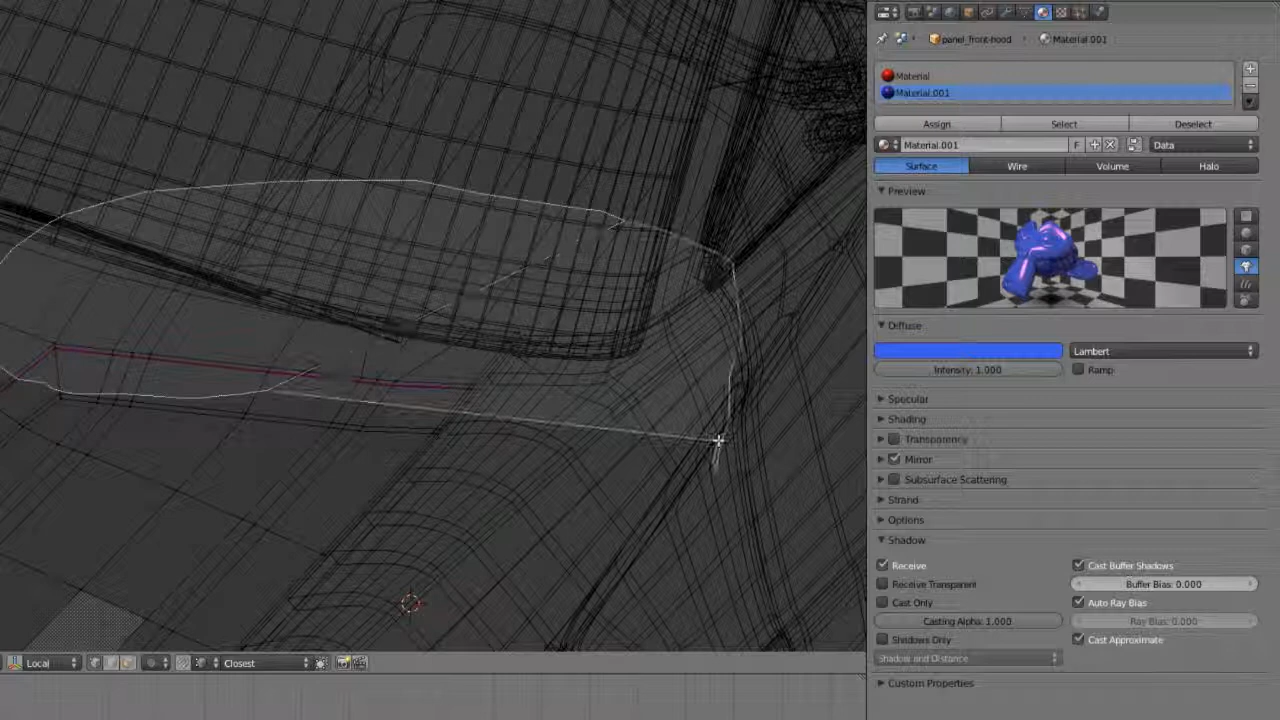 panel_front-hood Material.001
Material
Material.001
Assign Select Deselect
Material.001 F Data
Surface Wire Volume Halo
Preview
Diffuse
Lambert
Intensity: 1.000 Ramp
Specular
Shading
Transparency
Mirror
Subsurface Scattering
Strand
Options
Shadow
Receive Cast Buffer Shadows
Receive Transparent Buffer Bias: 0.000
Cast Only Auto Ray Bias
Casting Alpha: 1.000 Ray Bias: 0.000
Shadows Only Cast Approximate
Shadow and Distance
Local Closest
Custom Properties